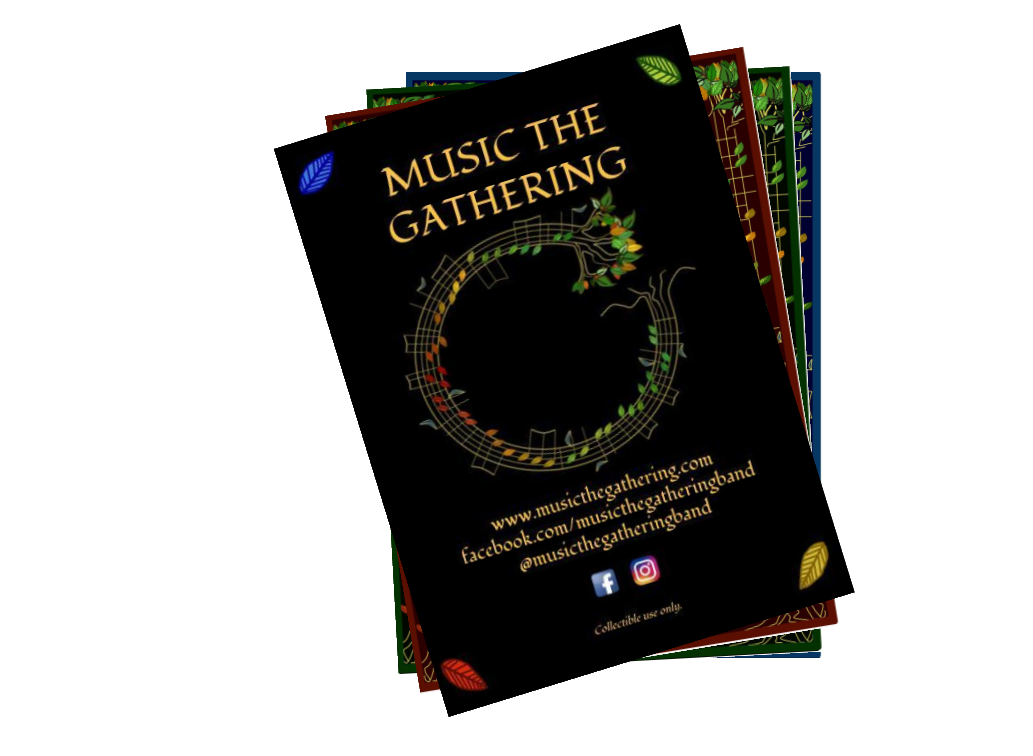 MUSIC THE
GATHERING
www.musicthegathering.com
facebook.com/musicthegatheringband
@musicthegatheringband
f
Collectible use only.